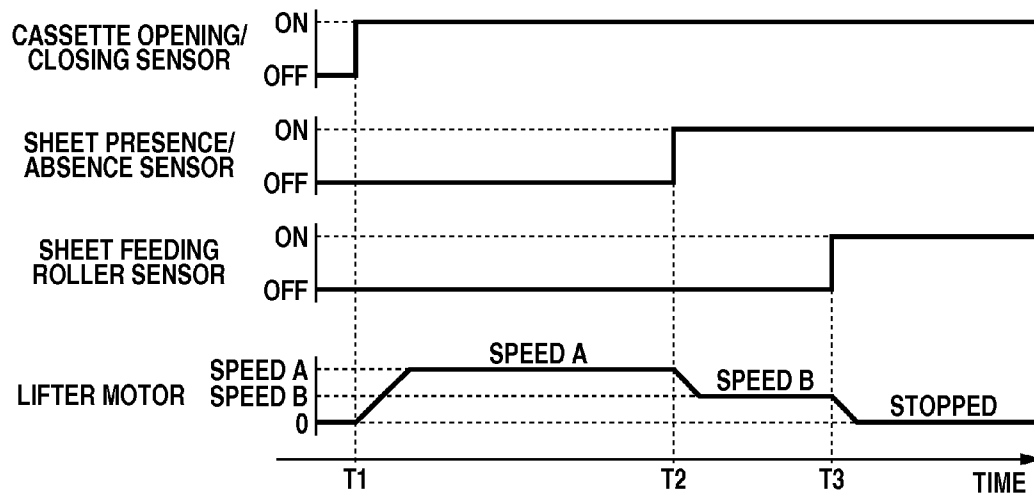 ON
CASSETTE OPENING/
CLOSING SENSOR
OFF
ON
SHEET PRESENCE/
ABSENCE SENSOR
OFF
ON
SHEET FEEDING
ROLLER SENSOR
OFF
SPEED A
SPEED A
SPEED B
LIFTER MOTOR
SPEED B
STOPPED
0
T1
T2
T3
TIME